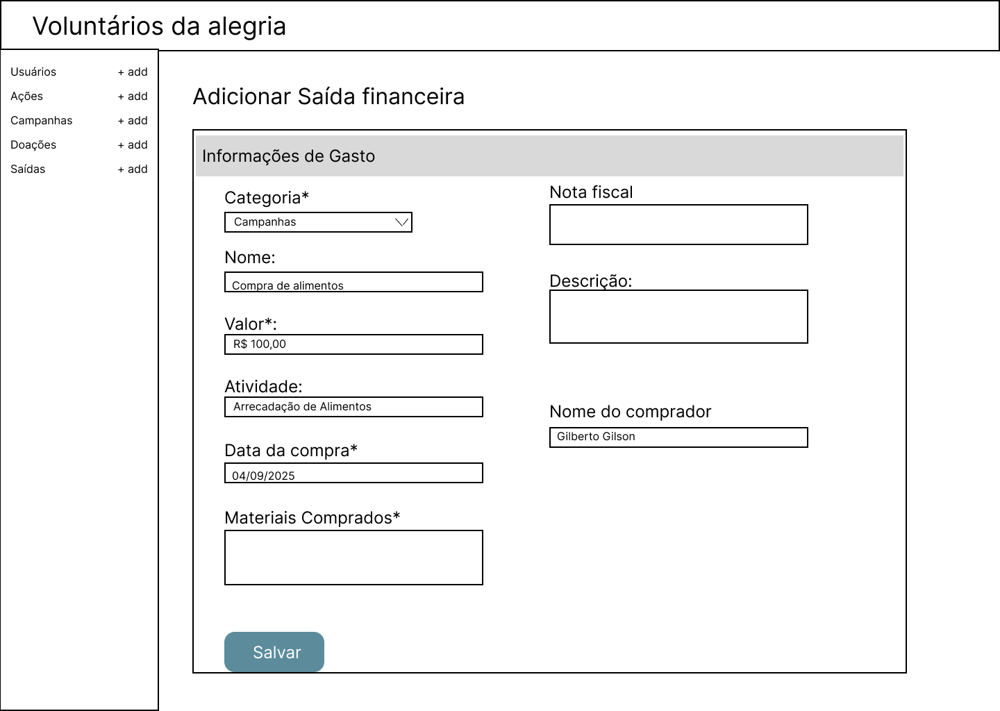 Voluntários da alegria
Usuários + add
Ações + add
Campanhas + add
Doações + add
Saídas + add
Adicionar Saída financeira
Informações de Gasto
Categoria*
Campanhas
Nome:
Compra de alimentos
Valor*:
R$ 100,00
Atividade:
Arrecadação de Alimentos
Data da compra*
04/09/2025
Materiais Comprados*
Nota fiscal
Descrição:
Nome do comprador
Gilberto Gilson
Salvar